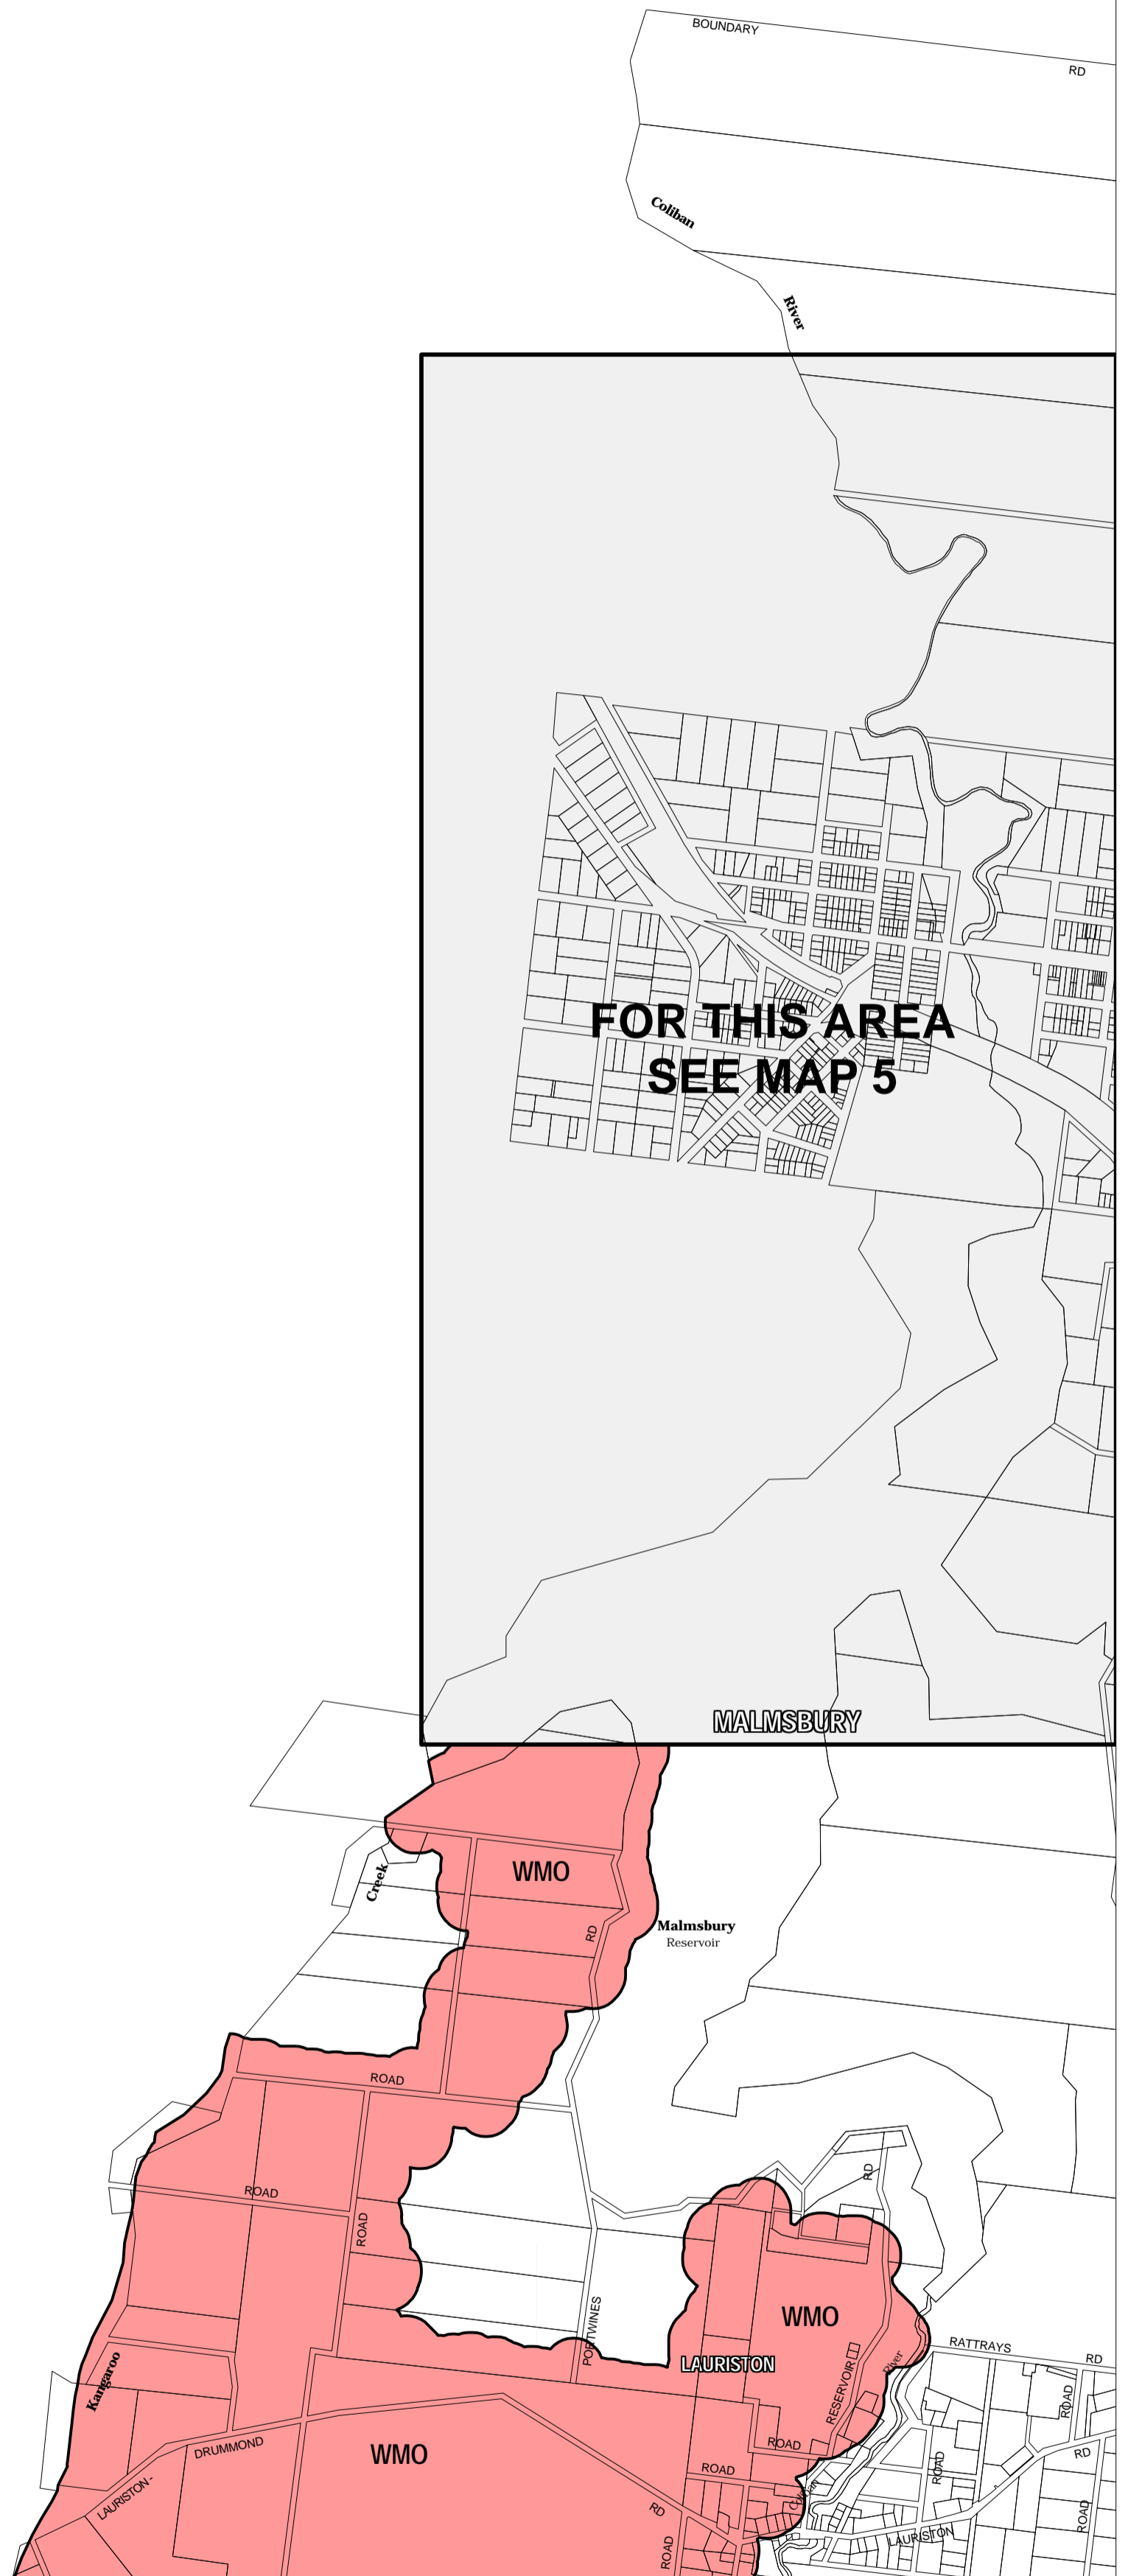 BOUNDARY
RD
Coliban
River
FOR THIS AREA
SEE MAP 5
MALMSBURY
WMO
Creek
RD
Malmsbury
Reservoir
ROAD
RD
ROAD
ROAD
WMO
PORTWINES
LAURISTON
RATTRAYS
RD
River
Kangaroo
RESERVOIR
ROAD
DRUMMOND
WMO
ROAD
RD
ROAD
ROAD
LAURISTON -
Coliban
RD
ROAD
LAURISTON
ROAD